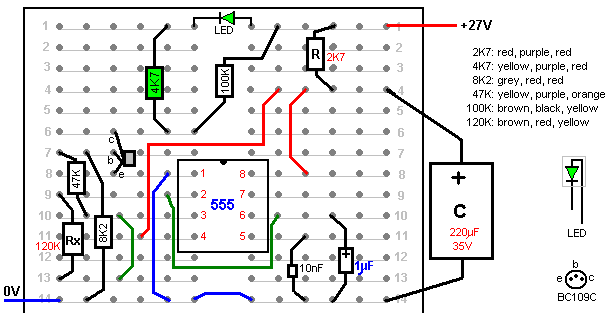 LED
+27V
1 1
2 2
3 3
4 4
5 5
6 6
7 7
8 8
9 9
10 10
11 11
12 12
13 13
14 14
R
2K7
4K7
100K
2K7: red, purple, red
4K7: yellow, purple, red
8K2: grey, red, red
47K: yellow, purple, orange
100K: brown, black, yellow
120K: brown, red, yellow
c
b
e
47K
1 8
2 7
555
3 6
4 5
+
C
220µF
35V
LED
120K
Rx
8K2
10nF
+
1µF
0V
b
e c
BC109C